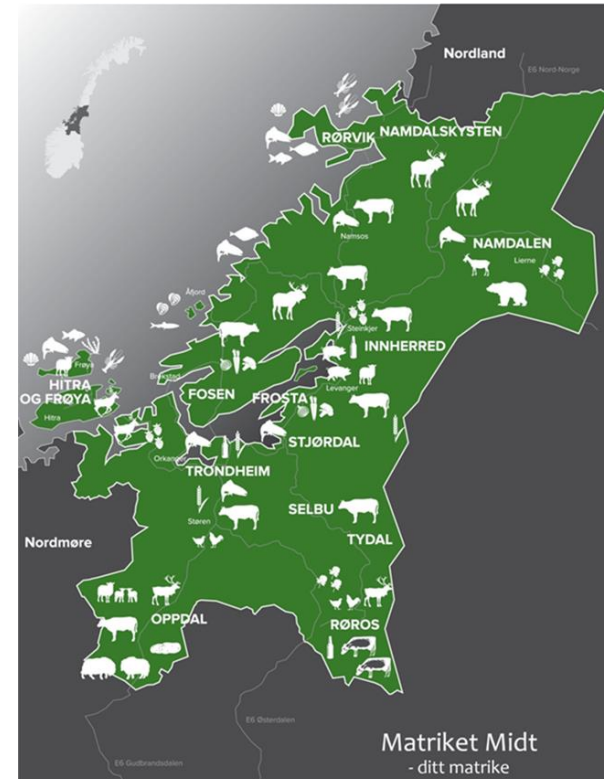 Nordland
E6 Nord-Norge
RØRVIK
NAMDALSKYSTEN
Namsos
NAMDALEN
Lierne
Åfjord
Steinkjer
INNHERRED
Brekstad
Frøya
HITRA
OG FRØYA
Hitra
FOSEN
FROSTA
Levanger
STJØRDAL
Orkanger
TRONDHEIM
SELBU
Støren
TYDAL
Nordmøre
OPPDAL
RØROS
E6 Østerdalen
E6 Gudbrandsdalen
Matriket Midt
- ditt matrike